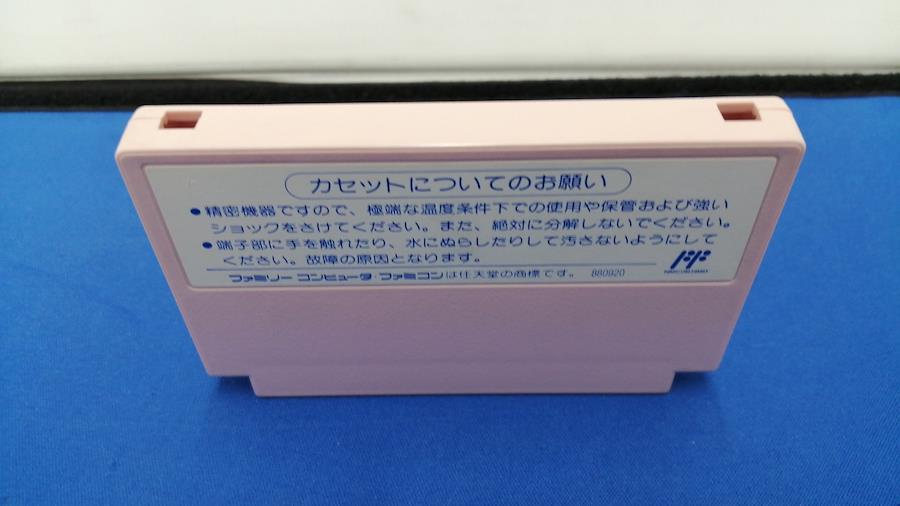 カセットについてのお願い
●精密機器ですので、極端な温度条件下での使用や保管および強い
ショックをさけてください。また、絶対に分解しないでください。
●端子部に手を触れたり、水にぬらしたりして汚さないようにして
ください。故障の原因となります。
ファミリー コンピュータ・ファミコンは任天堂の商標です。 880920